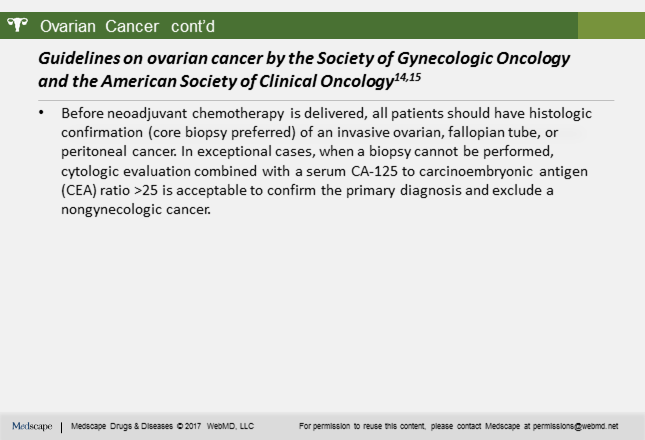 Ovarian Cancer cont'd
Guidelines on ovarian cancer by the Society of Gynecologic Oncology
and the American Society of Clinical Oncology14,15
• Before neoadjuvant chemotherapy is delivered, all patients should have histologic
confirmation (core biopsy preferred) of an invasive ovarian, fallopian tube, or
peritoneal cancer. In exceptional cases, when a biopsy cannot be performed,
cytologic evaluation combined with a serum CA-125 to carcinoembryonic antigen
(CEA) ratio >25 is acceptable to confirm the primary diagnosis and exclude a
nongynecologic cancer.
Medscape | Medscape Drugs & Diseases © 2017 WebMD, LLC For permission to reuse this content, please contact Medscape at permissions@webmd.net